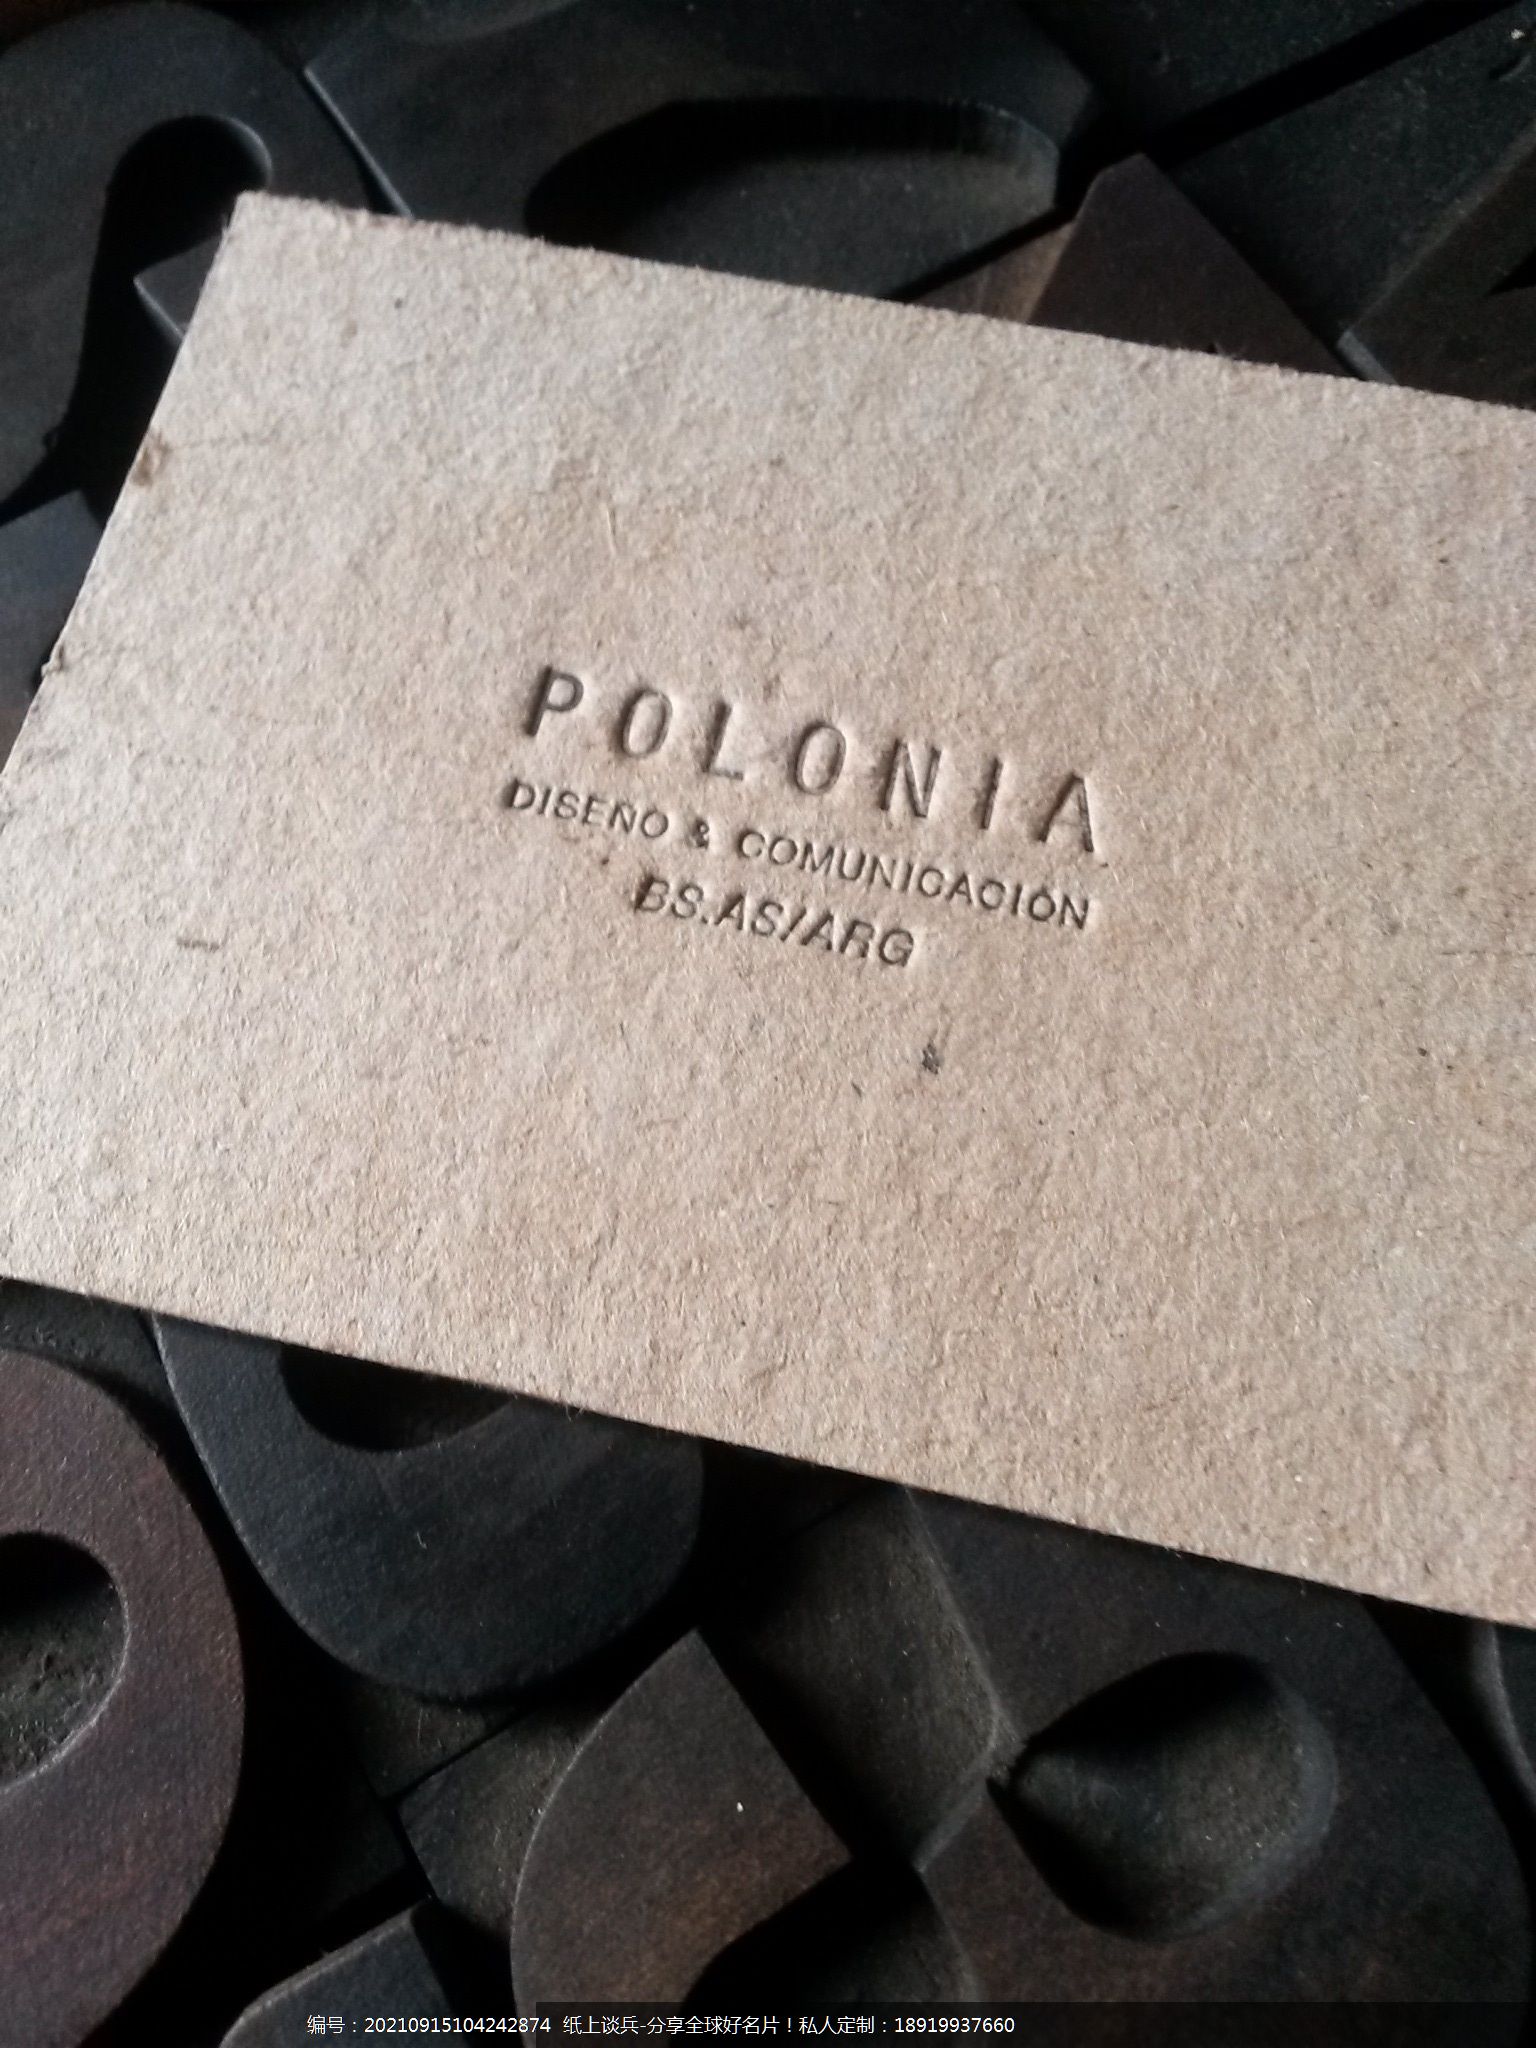 POLONIA
DISEÑO & COMUNICACIÓN
BS.AS/ARG
编号：20210915104242874 纸上谈兵-分享全球好名片！私人定制：18919937660